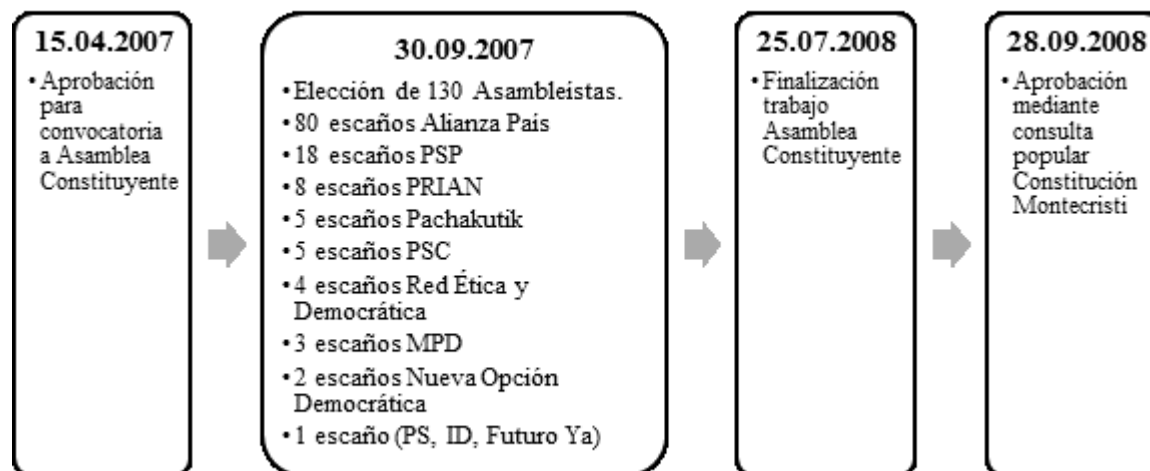 15.04.2007
• Aprobación
para
convocatoria
a Asamblea
Constituyente
30.09.2007
•Elección de 130 Asambleistas.
•80 escaños Alianza País
•18 escaños PSP
•8 escaños PRIAN
•5 escaños Pachakutik
•5 escaños PSC
•4 escaños Red Ética y
Democrática
•3 escaños MPD
•2 escaños Nueva Opción
Democrática
•1 escaño (PS, ID, Futuro Ya)
25.07.2008
• Finalización
trabajo
Asamblea
Constituyente
28.09.2008
• Aprobación
mediante
consulta
popular
Constitución
Montecristi